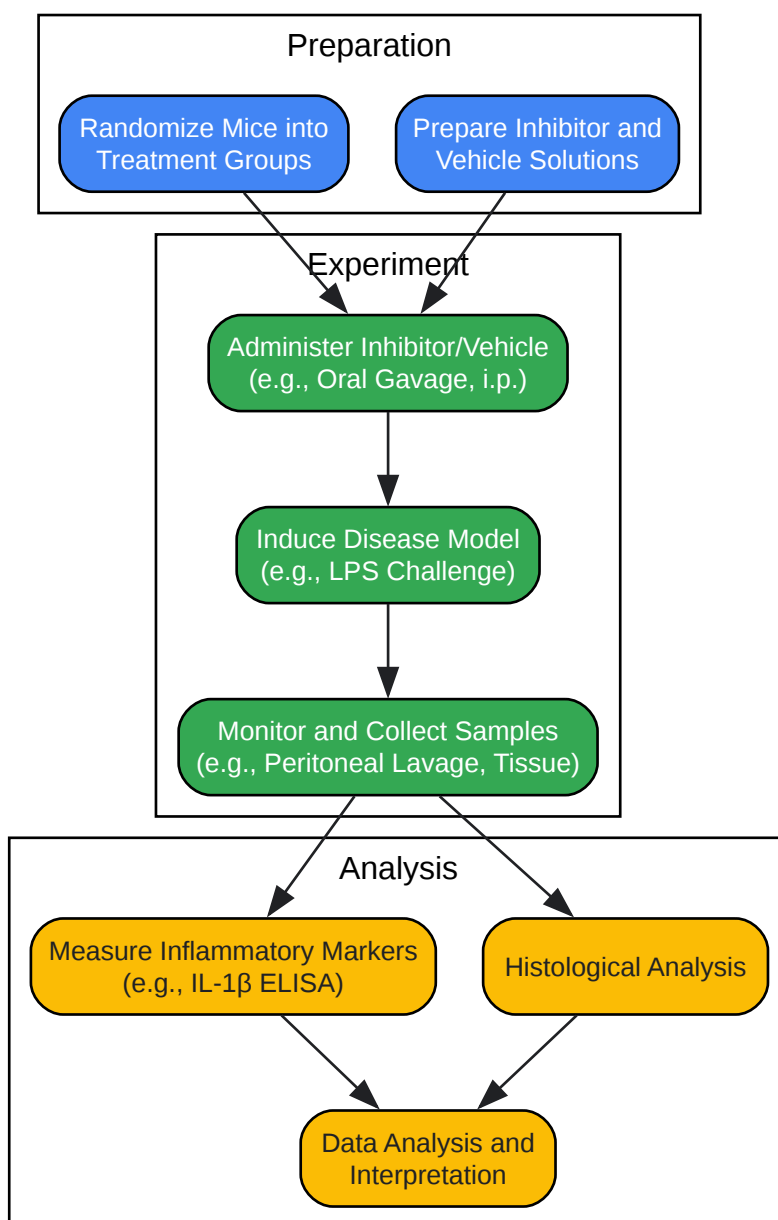 Preparation
Randomize Mice into
Treatment Groups
Prepare Inhibitor and
Vehicle Solutions
Experiment
Administer Inhibitor/Vehicle
(e.g., Oral Gavage, i.p.)
Induce Disease Model
(e.g., LPS Challenge)
Monitor and Collect Samples
(e.g., Peritoneal Lavage, Tissue)
Analysis
Measure Inflammatory Markers
(e.g., IL-1β ELISA)
Histological Analysis
Data Analysis and
Interpretation